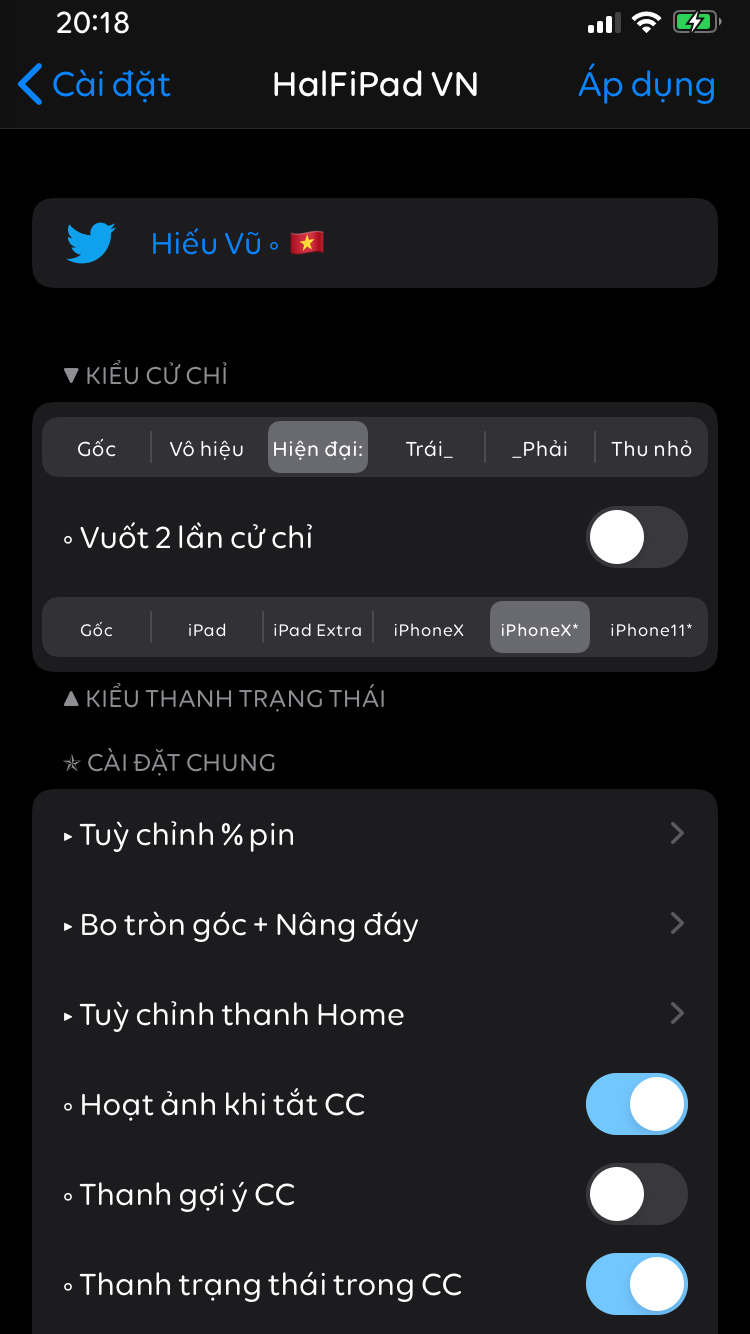 20:18
Cài đặt HalFiPad VN Áp dụng
Hiếu Vũ ∘ 🇻🇳
▼ KIỂU CỬ CHỈ
Gốc Vô hiệu Hiện đại: Trái_ _Phải Thu nhỏ
∘ Vuốt 2 lần cử chỉ
Gốc iPad iPad Extra iPhoneX iPhoneX* iPhone11*
▲ KIỂU THANH TRẠNG THÁI
✯ CÀI ĐẶT CHUNG
▸ Tuỳ chỉnh % pin
▸ Bo tròn góc + Nâng đáy
▸ Tuỳ chỉnh thanh Home
∘ Hoạt ảnh khi tắt CC
∘ Thanh gợi ý CC
∘ Thanh trạng thái trong CC